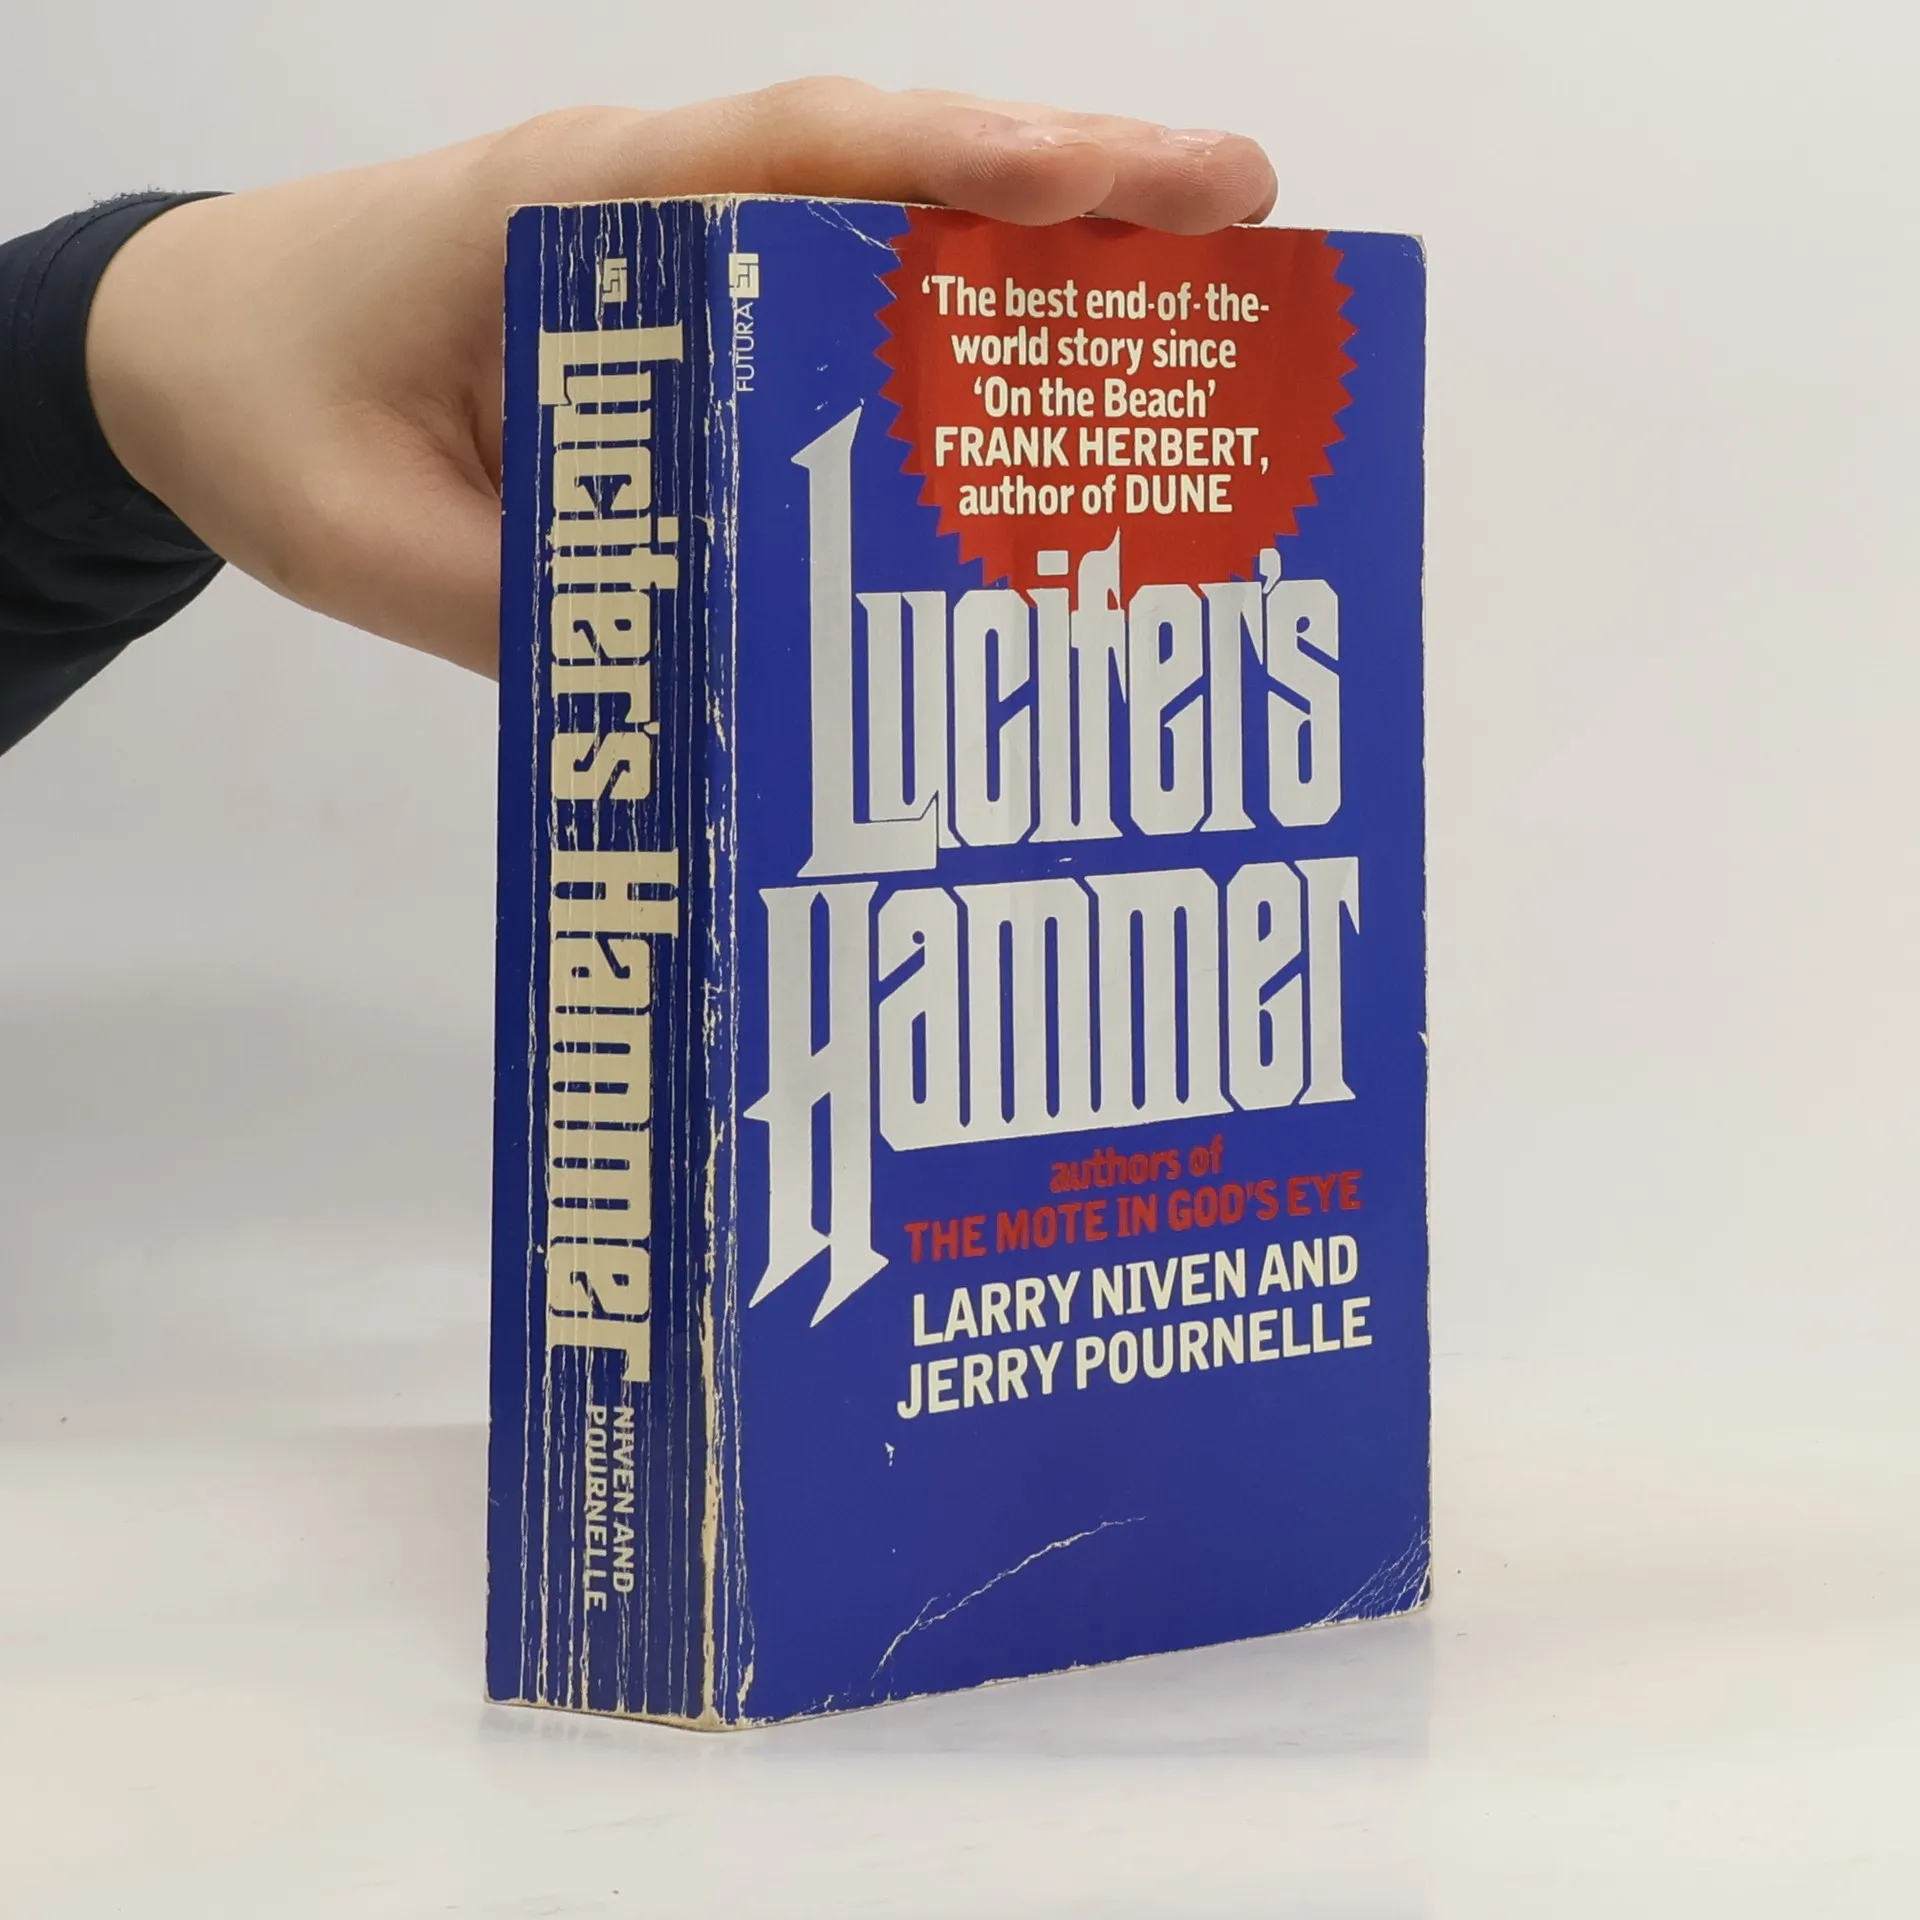 Lucifer's Hammer
NIVEN AND
POURNELLE
FUTURA
‘The best end-of-the-
world story since
‘On the Beach’
FRANK HERBERT,
author of DUNE
Lucifer's
Hammer
authors of
THE MOTE IN GOD'S EYE
LARRY NIVEN AND
JERRY POURNELLE